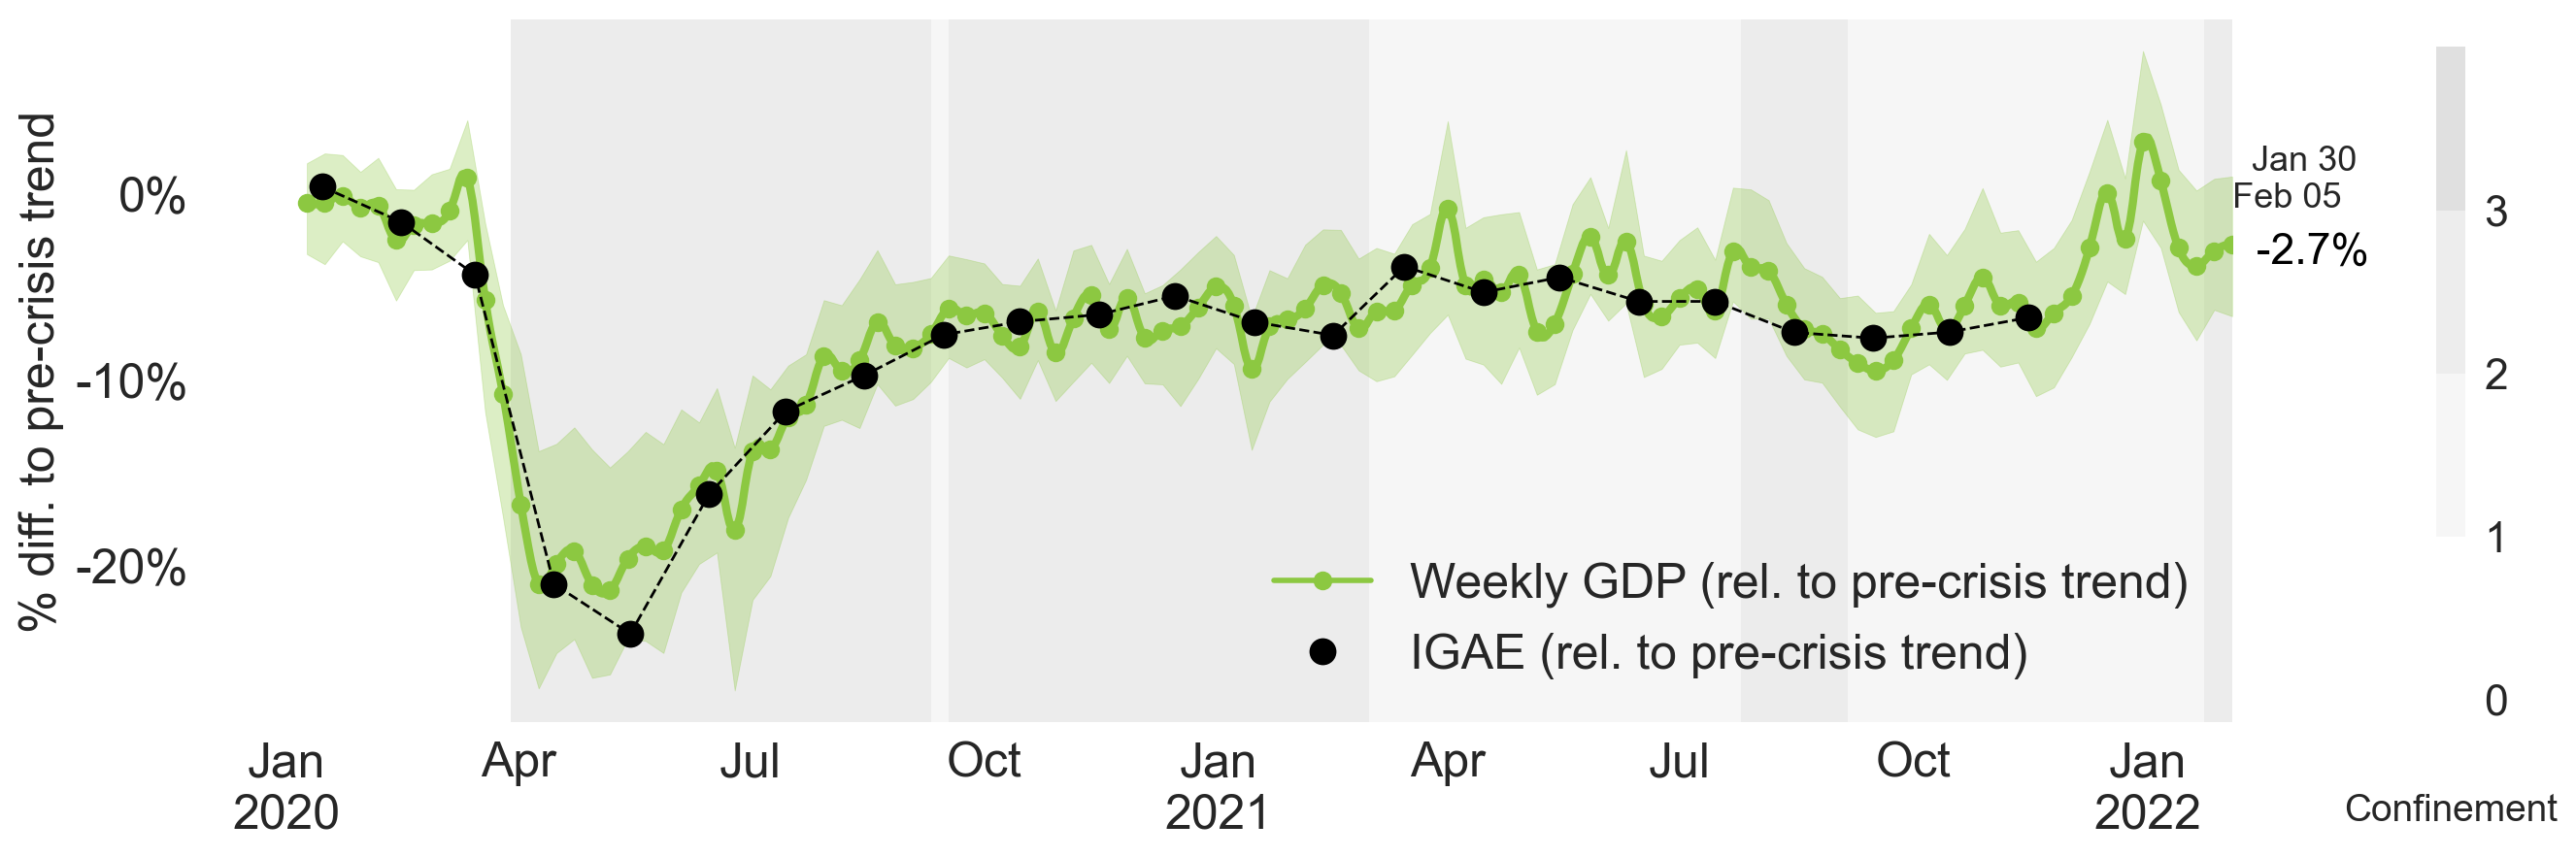 % diff. to pre-crisis trend
0%
-10%
-20%
Jan
2020
Apr
Jul
Oct
Jan
2021
Apr
Jul
Oct
Jan
2022
Weekly GDP (rel. to pre-crisis trend)
IGAE (rel. to pre-crisis trend)
Jan 30
Feb 05
-2.7%
3
2
1
0
Confinement